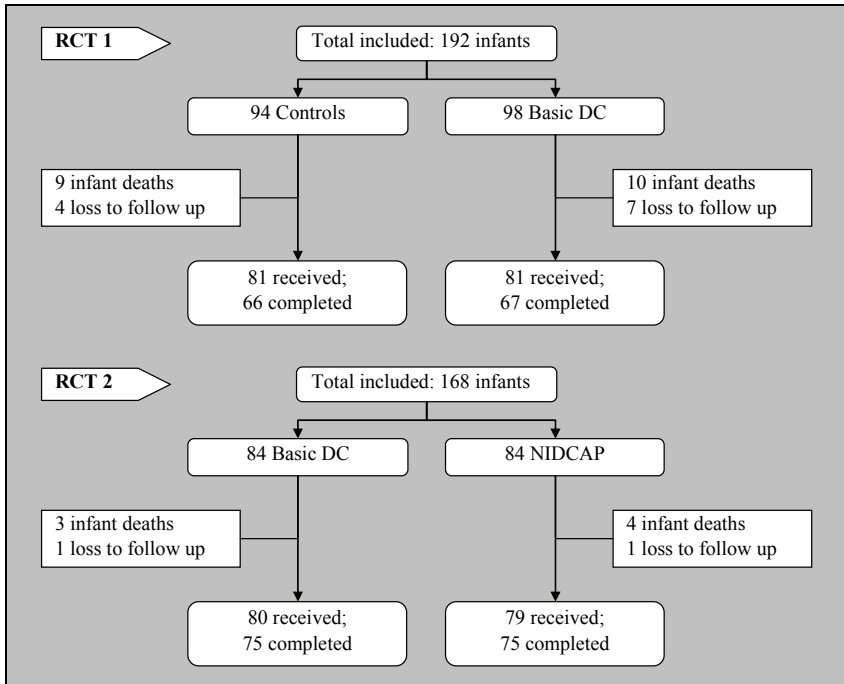 RCT 1
Total included: 192 infants
94 Controls
98 Basic DC
9 infant deaths
4 loss to follow up
10 infant deaths
7 loss to follow up
81 received;
66 completed
81 received;
67 completed
RCT 2
Total included: 168 infants
84 Basic DC
84 NIDCAP
3 infant deaths
1 loss to follow up
4 infant deaths
1 loss to follow up
80 received;
75 completed
79 received;
75 completed